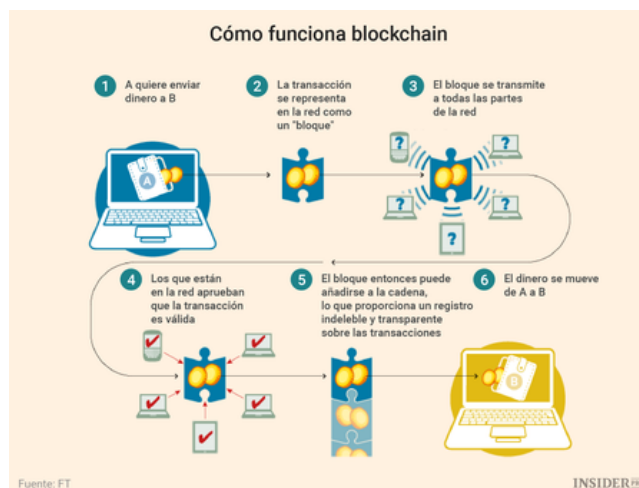 Cómo funciona blockchain
1
A quiere enviar
dinero a B
2
La transacción
se representa
en la red como
un "bloque"
3
El bloque se transmite
a todas las partes
de la red
A
?
?
?
?
?
4
Los que están
en la red aprueban
que la transacción
es válida
5
El bloque entonces puede
añadirse a la cadena,
lo que proporciona un registro
indeleble y transparente
sobre las transacciones
6
El dinero se mueve
de A a B
B
Fuente: FT
INSIDER